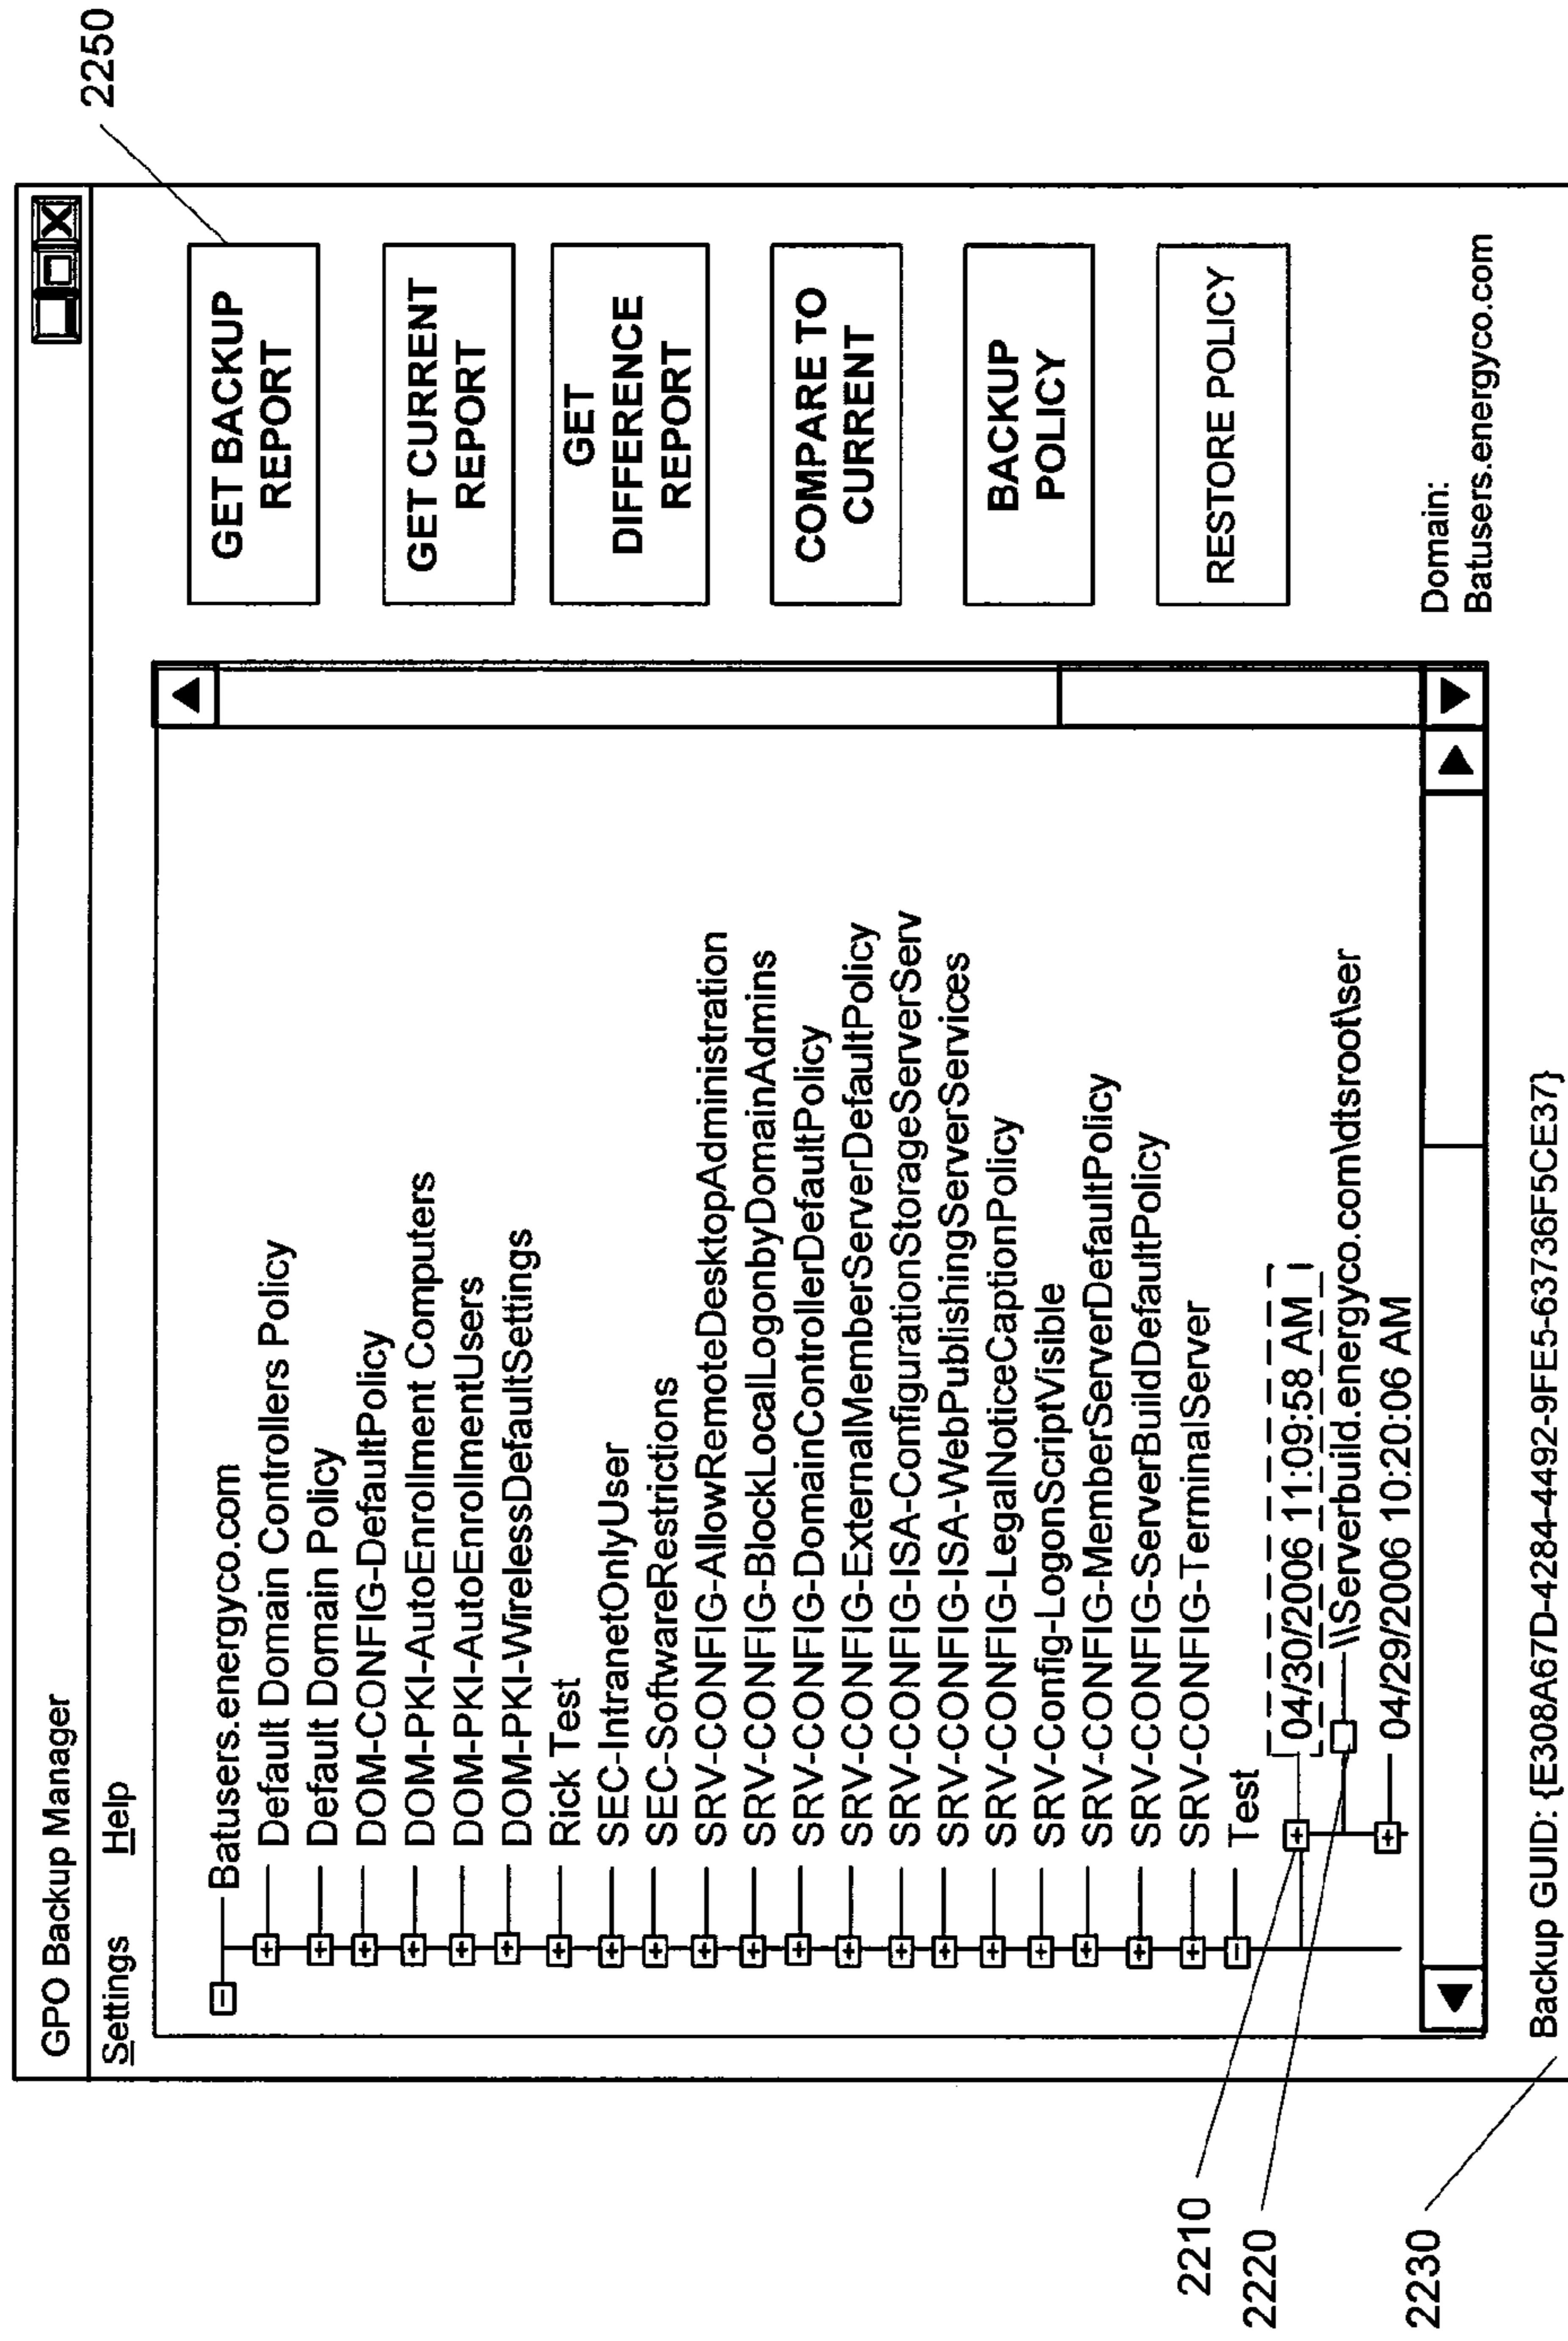 GPO Backup Manager
Settings Help
Batusers.energyco.com
Default Domain Controllers Policy
Default Domain Policy
DOM-CONFIG-DefaultPolicy
DOM-PKI-AutoEnrollment Computers
DOM-PKI-AutoEnrollmentUsers
DOM-PKI-WirelessDefaultSettings
Rick Test
SEC-IntranetOnlyUser
SEC-SoftwareRestrictions
SRV-CONFIG-AllowRemoteDesktopAdministration
SRV-CONFIG-BlockLocalLogonbyDomainAdmins
SRV-CONFIG-DomainControllerDefaultPolicy
SRV-CONFIG-ExternalMemberServerDefaultPolicy
SRV-CONFIG-ISA-ConfigurationStorageServerServ
SRV-CONFIG-ISA-WebPublishingServerServices
SRV-CONFIG-LegalNoticeCaptionPolicy
SRV-Config-LogonScriptVisible
SRV-CONFIG-MemberServerDefaultPolicy
SRV-CONFIG-ServerBuildDefaultPolicy
SRV-CONFIG-TerminalServer
Test
04/30/2006 11:09:58 AM
\\Serverbuild.energyco.com\dtsroot\ser
04/29/2006 10:20:06 AM
GET BACKUP
REPORT
GET CURRENT
REPORT
GET
DIFFERENCE
REPORT
COMPARE TO
CURRENT
BACKUP
POLICY
RESTORE POLICY
Domain:
Batusers.energyco.com
Backup GUID: {E308A67D-4284-4492-9FE5-63736F5CE37}
2250
2210
2220
2230